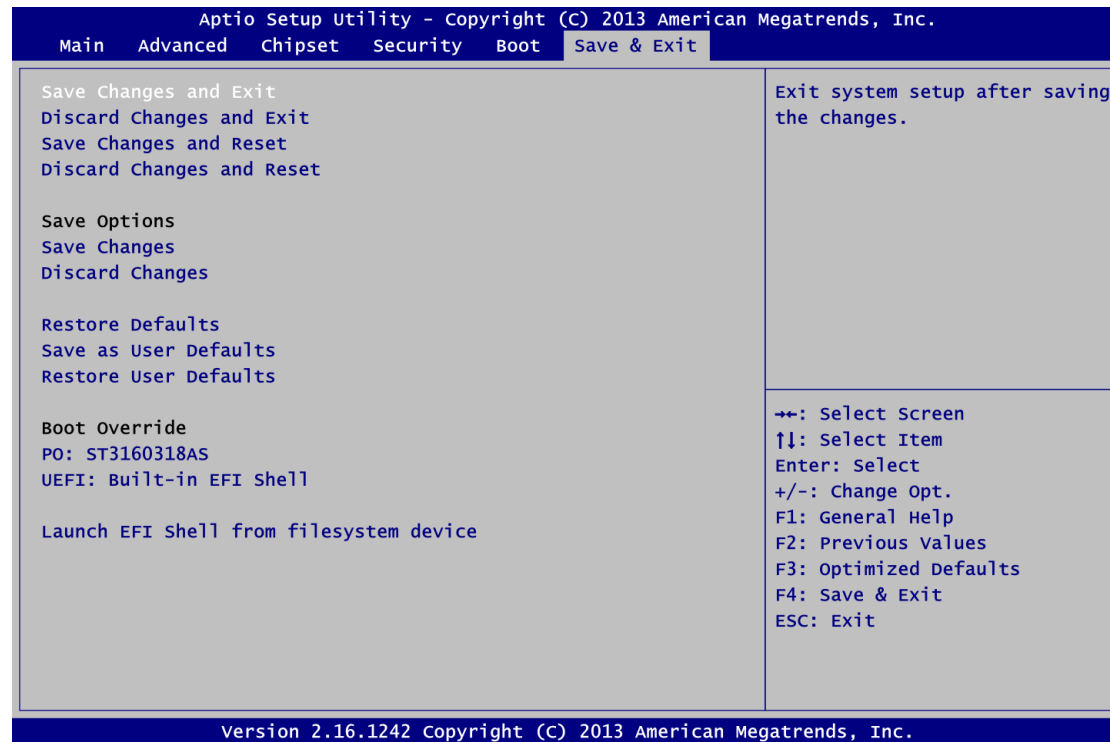 Aptio Setup Utility – Copyright (C) 2013 American Megatrends, Inc.
Main Advanced Chipset Security Boot Save & Exit
Save Changes and Exit
Discard Changes and Exit
Save Changes and Reset
Discard Changes and Reset
Save Options
Save Changes
Discard Changes
Restore Defaults
Save as User Defaults
Restore User Defaults
Boot Override
PO: ST3160318AS
UEFI: Built-in EFI Shell
Launch EFI Shell from filesystem device
Exit system setup after saving
the changes.
→←: Select Screen
↑↓: Select Item
Enter: Select
+/-: Change Opt.
F1: General Help
F2: Previous Values
F3: Optimized Defaults
F4: Save & Exit
ESC: Exit
Version 2.16.1242 Copyright (C) 2013 American Megatrends, Inc.